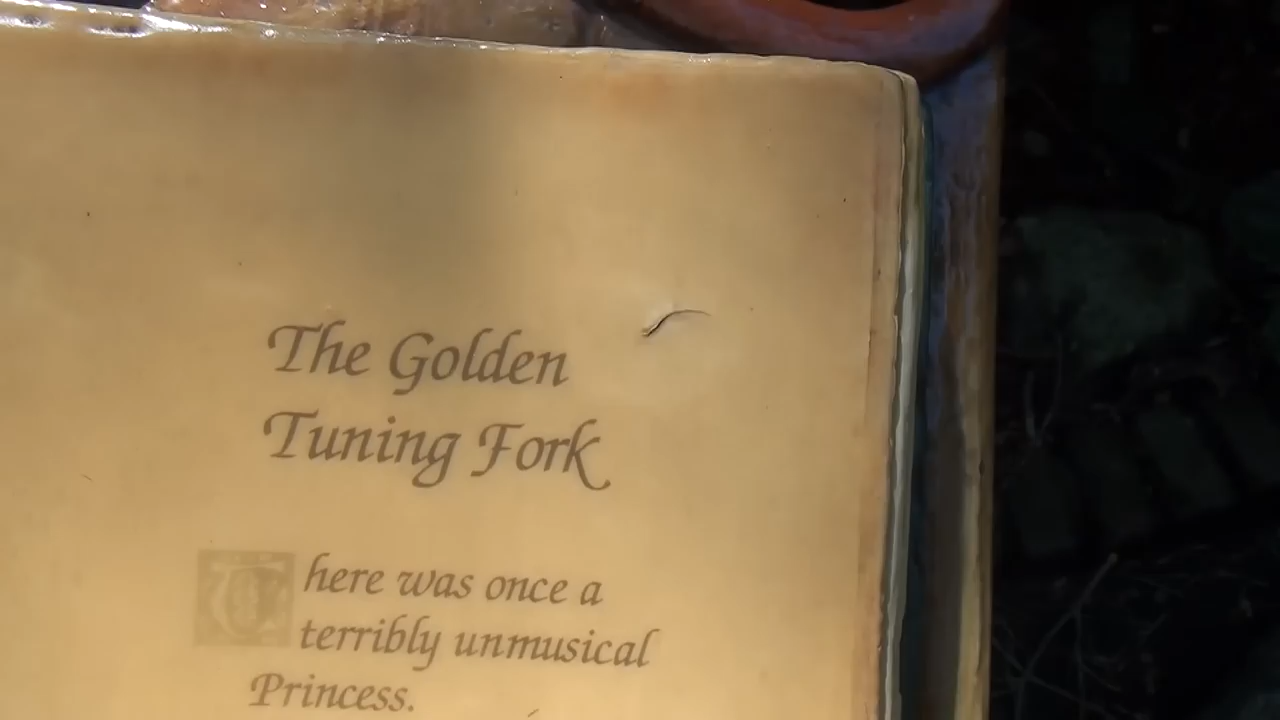 The Golden
Tuning Fork
There was once a
terribly unmusical
Princess.